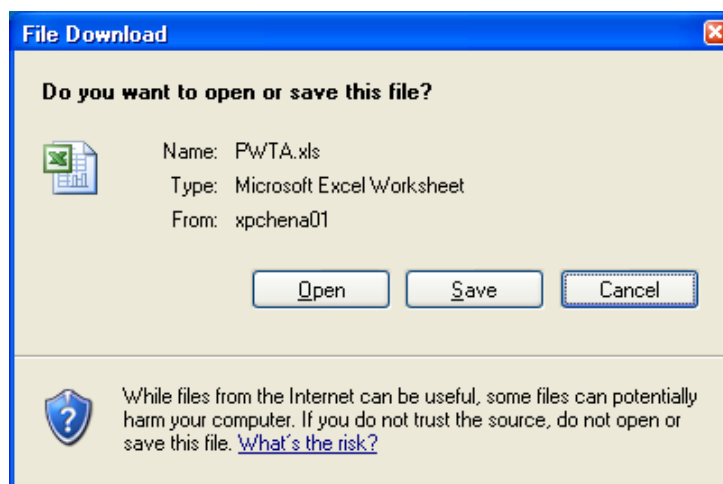 File Download
Do you want to open or save this file?
Name: PWTA.xls
Type: Microsoft Excel Worksheet
From: xpchena01
Open Save Cancel
While files from the Internet can be useful, some files can potentially
harm your computer. If you do not trust the source, do not open or
save this file. What's the risk?